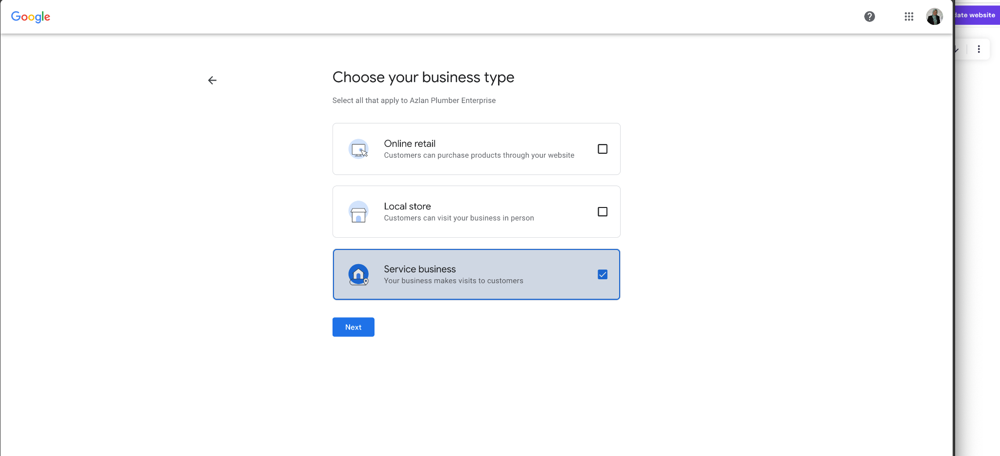 Google
date website
Choose your business type
Select all that apply to Azlan Plumber Enterprise
Online retail
Customers can purchase products through your website
Local store
Customers can visit your business in person
Service business
Your business makes visits to customers
Next